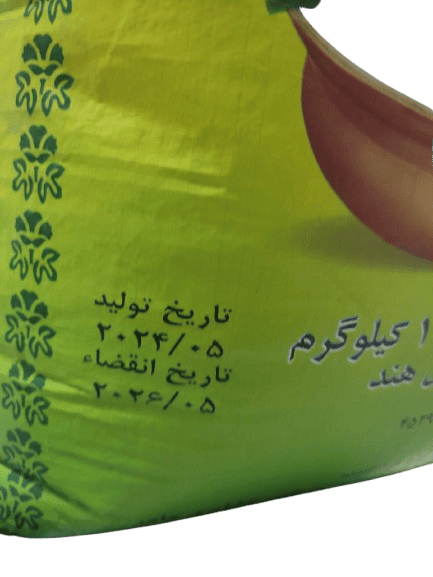 تاریخ تولید
۲۰۲۴/۰۵
تاریخ انقضاء
۲۰۲۶/۰۵
کیلوگرم
هند